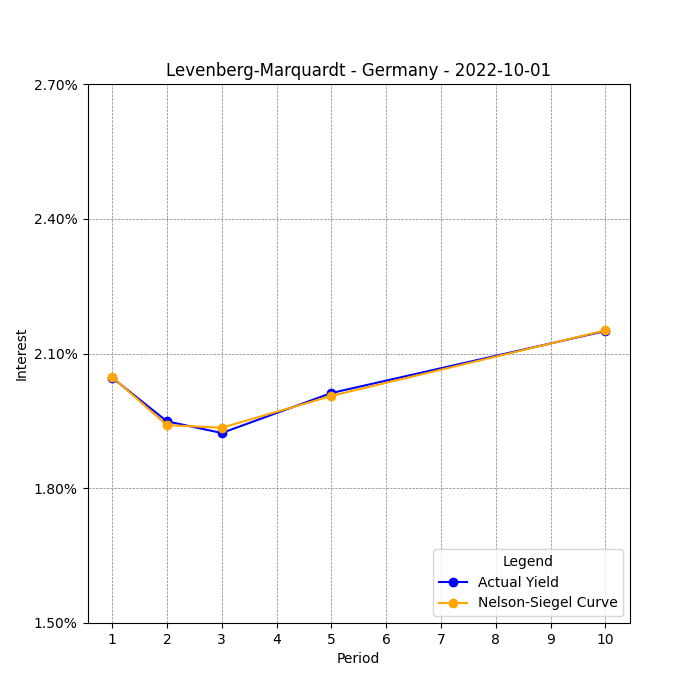 Levenberg-Marquardt - Germany - 2022-10-01
2.70%
2.40%
2.10%
1.80%
1.50%
Interest
1 2 3 4 5 6 7 8 9 10
Period
Legend
Actual Yield
Nelson-Siegel Curve